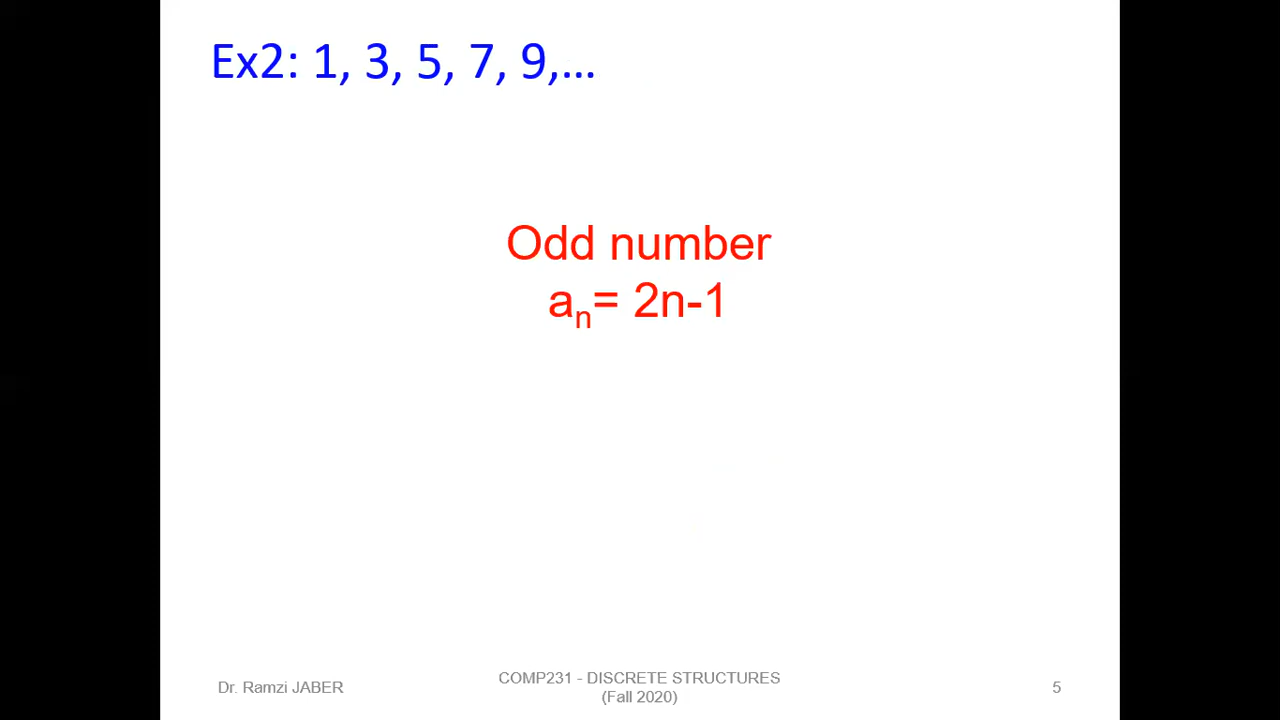 Ex2: 1, 3, 5, 7, 9,...
Odd number
aₙ= 2n-1
Dr. Ramzi JABER
COMP231 - DISCRETE STRUCTURES
(Fall 2020)
5